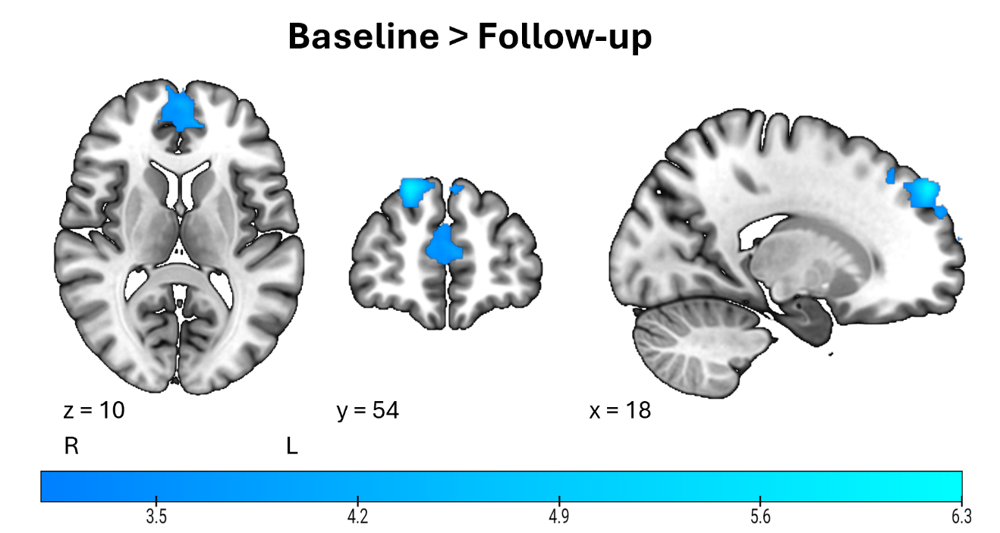 Baseline > Follow-up
z = 10
y = 54
x = 18
R
L
3.5
4.2
4.9
5.6
6.3